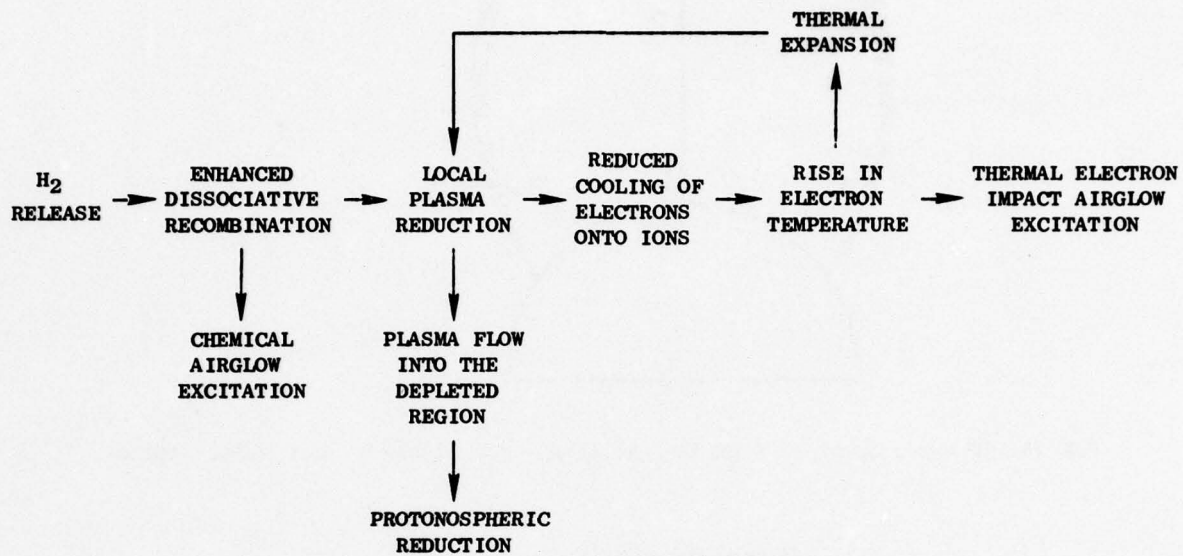 THERMAL
EXPANSION
H₂
RELEASE
ENHANCED
DISSOCIATIVE
RECOMBINATION
LOCAL
PLASMA
REDUCTION
REDUCED
COOLING OF
ELECTRONS
ONTO IONS
RISE IN
ELECTRON
TEMPERATURE
THERMAL ELECTRON
IMPACT AIRGLOW
EXCITATION
CHEMICAL
AIRGLOW
EXCITATION
PLASMA FLOW
INTO THE
DEPLETED
REGION
PROTONOSPHERIC
REDUCTION